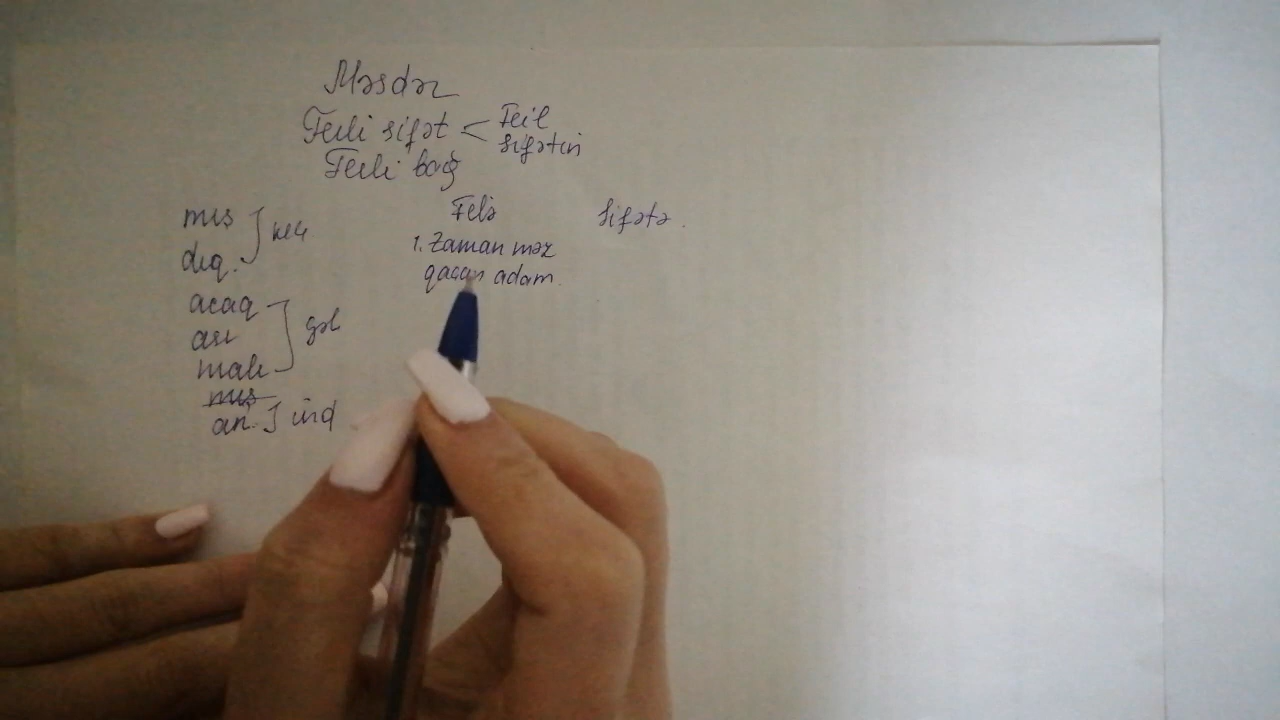 Məsdər
Feili sifət < Feil
sifətin
Feili bağ
mış
dıq. } keç
acaq
ası
malı } gəl
mış
an. } ind
Felə
1. Zaman məz
qaçan adam.
Sifətə.